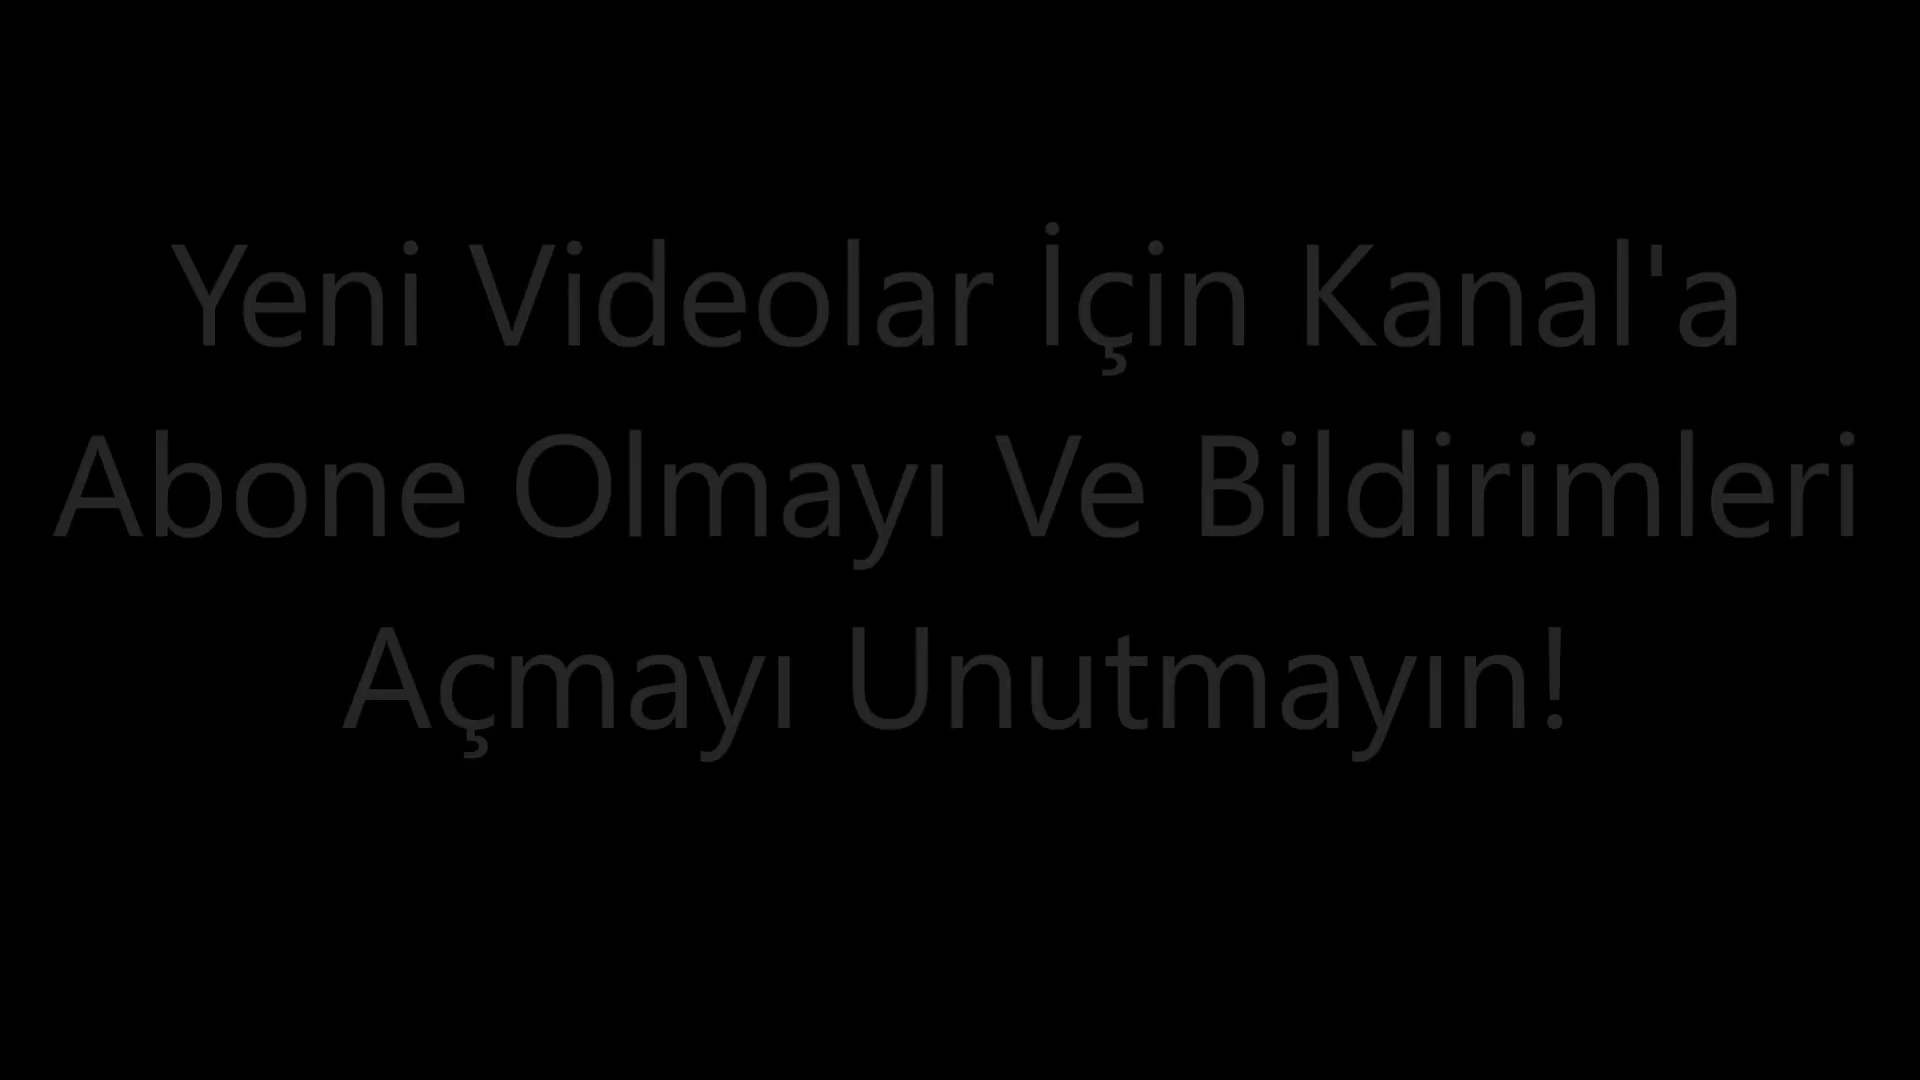 Yeni Videolar İçin Kanal'a
Abone Olmayı Ve Bildirimleri
Açmayı Unutmayın!